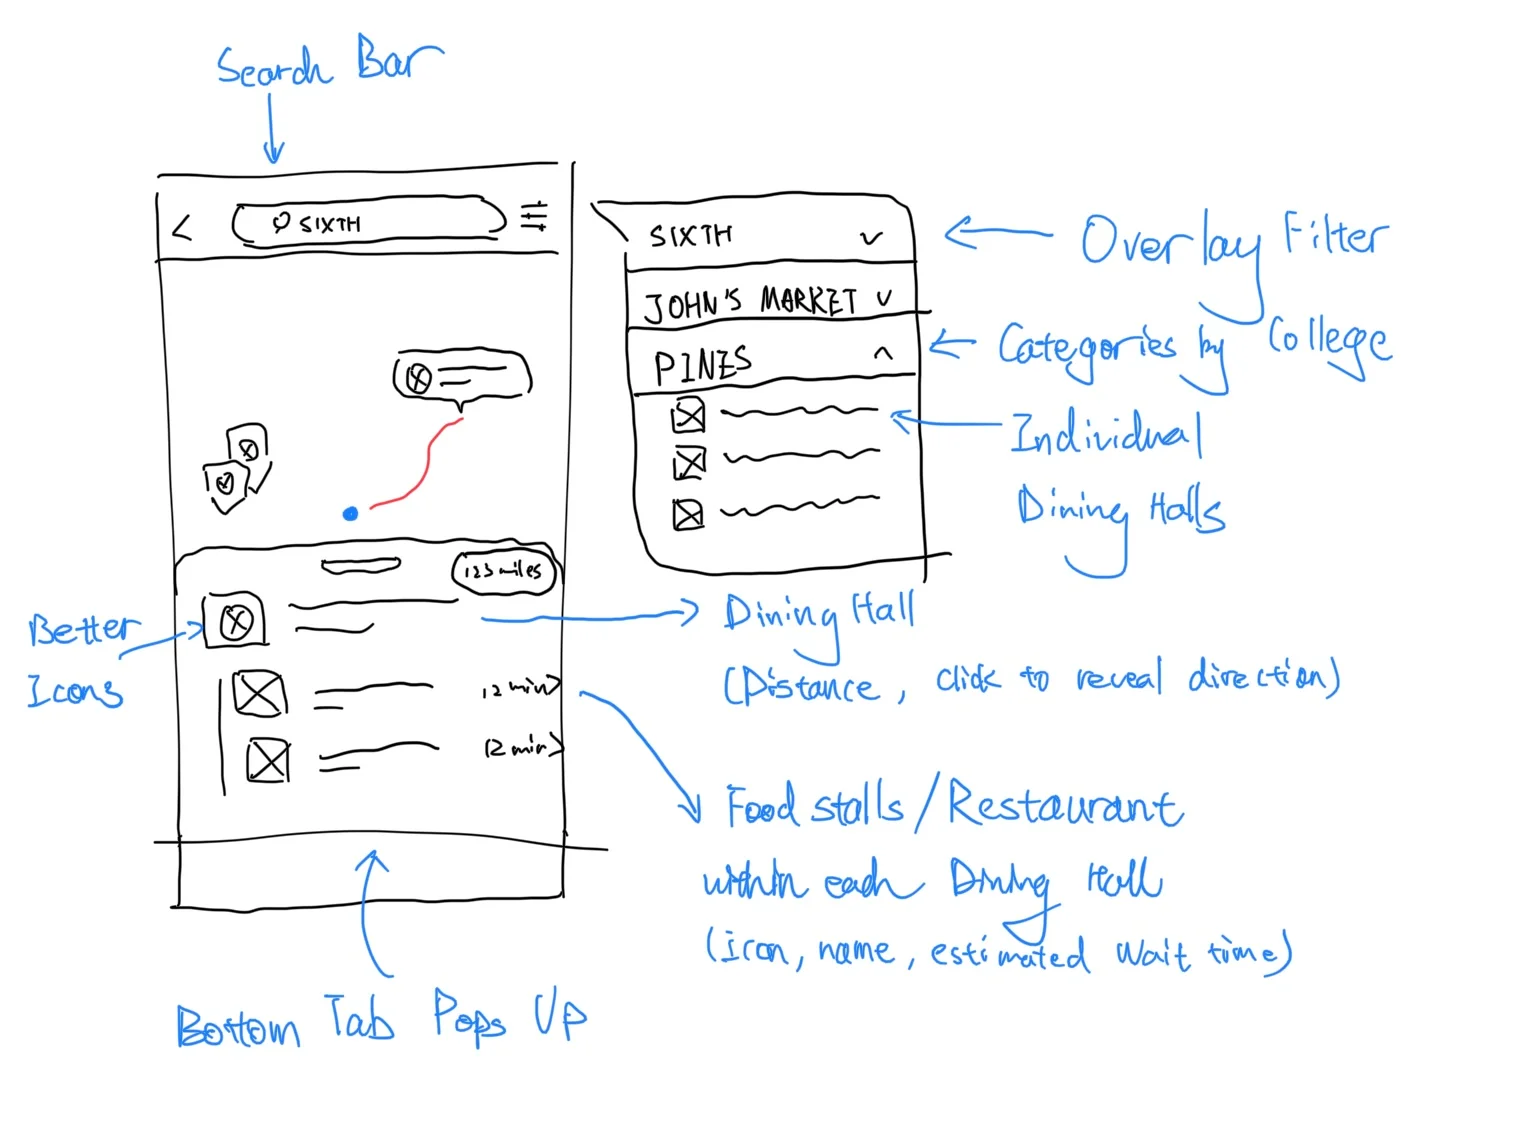 Search Bar
SIXTH
SIXTH
JOHN'S MARKET
PINES
Overlay Filter
Categories by College
Individual
Dining Halls
Better
Icons
123 miles
12 min
12 min
Dining Hall
(Distance, click to reveal direction)
Food stalls/Restaurant
within each Dining Hall
(icon, name, estimated wait time)
Bottom Tab Pops Up